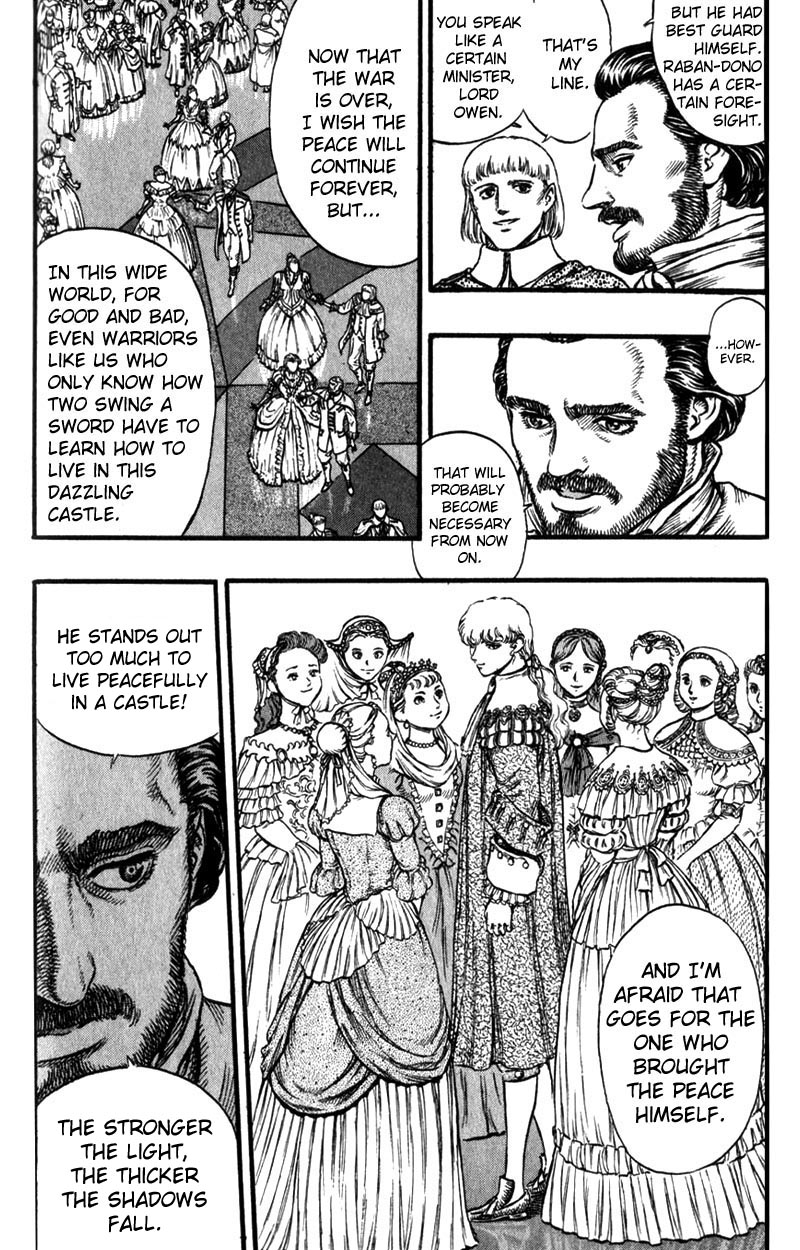 BUT HE HAD
BEST GUARD
HIMSELF.
RABAN-DONO
HAS A CER-
TAIN FORE-
SIGHT.
THAT'S
MY
LINE.
YOU SPEAK
LIKE A
CERTAIN
MINISTER,
LORD
OWEN.
...HOW-
EVER.
THAT WILL
PROBABLY
BECOME
NECESSARY
FROM NOW
ON.
NOW THAT
THE WAR
IS OVER,
I WISH THE
PEACE WILL
CONTINUE
FOREVER,
BUT...
IN THIS WIDE
WORLD, FOR
GOOD AND BAD,
EVEN WARRIORS
LIKE US WHO
ONLY KNOW HOW
TWO SWING A
SWORD HAVE TO
LEARN HOW TO
LIVE IN THIS
DAZZLING
CASTLE.
AND I'M
AFRAID THAT
GOES FOR THE
ONE WHO
BROUGHT
THE PEACE
HIMSELF.
HE STANDS OUT
TOO MUCH TO
LIVE PEACEFULLY
IN A CASTLE!
THE STRONGER
THE LIGHT,
THE THICKER
THE SHADOWS
FALL.